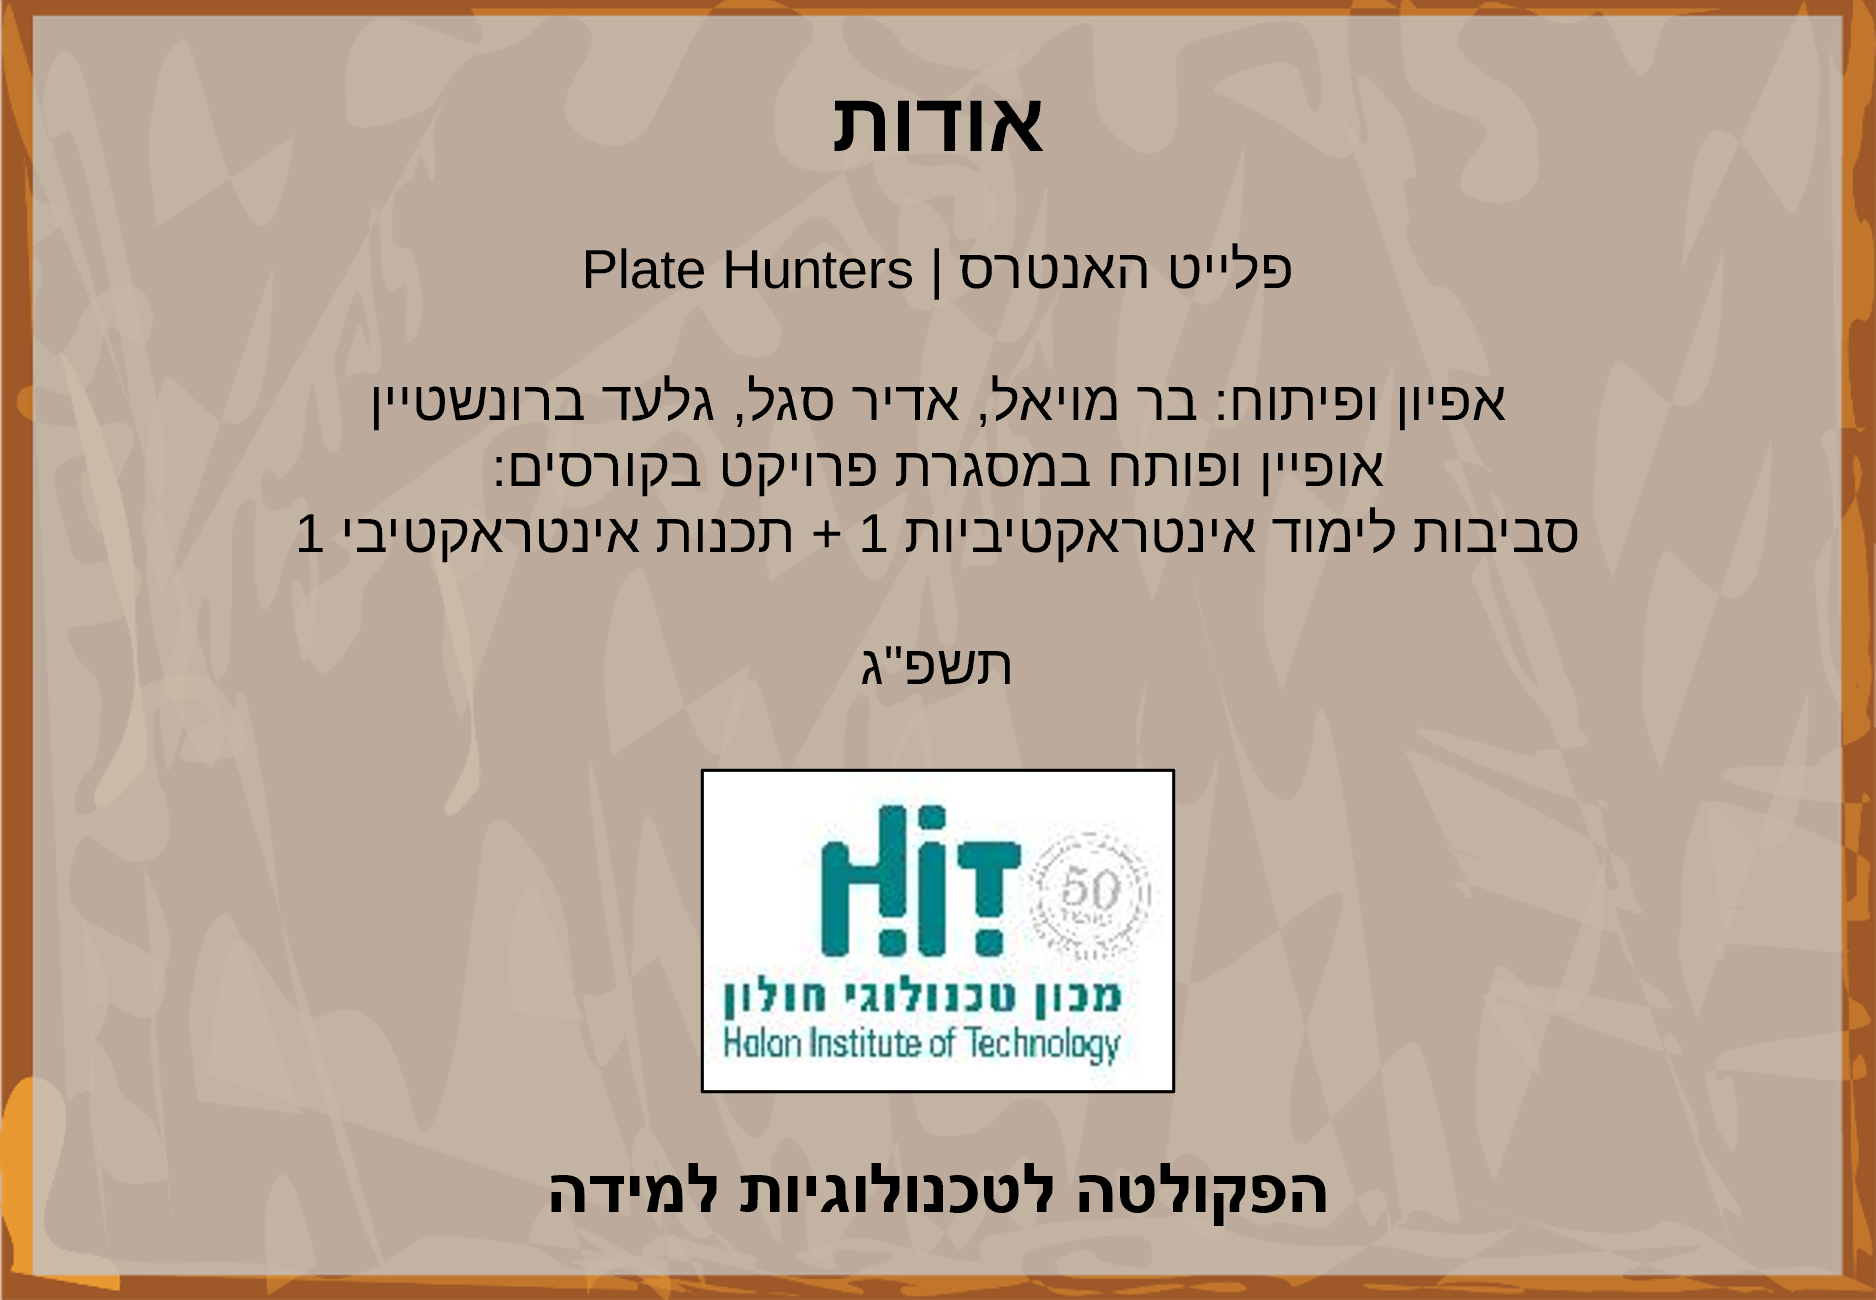 אודות
פלייט האנטרס | Plate Hunters
אפיון ופיתוח: בר מויאל, אדיר סגל, גלעד ברונשטיין
אופיין ופותח במסגרת פרויקט בקורסים:
סביבות לימוד אינטראקטיביות 1 + תכנות אינטראקטיבי 1
תשפ"ג
HiT
50
YEARS
מכון טכנולוגי חולון
Holon Institute of Technology
הפקולטה לטכנולוגיות למידה